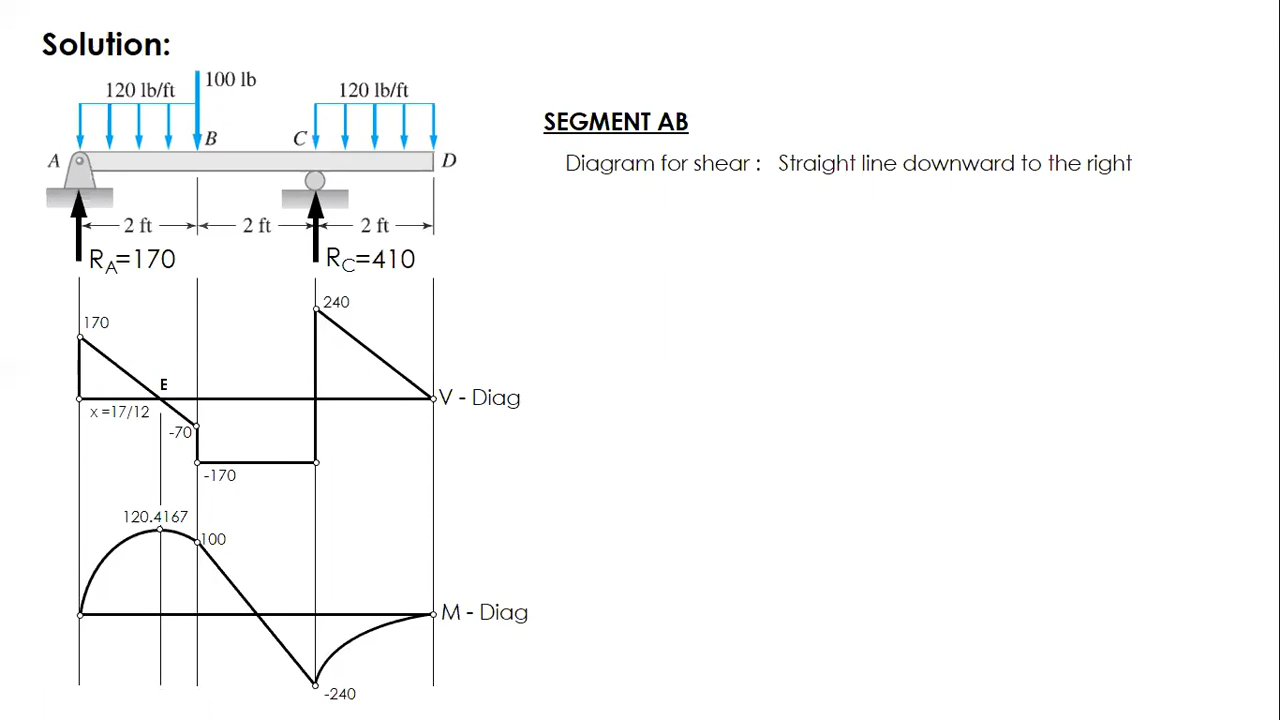 Solution:
120 lb/ft
100 lb
120 lb/ft
A
B
C
D
2 ft
2 ft
2 ft
RA=170
RC=410
170
240
E
x =17/12
V - Diag
-70
-170
120.4167
100
M - Diag
-240
SEGMENT AB
Diagram for shear : Straight line downward to the right